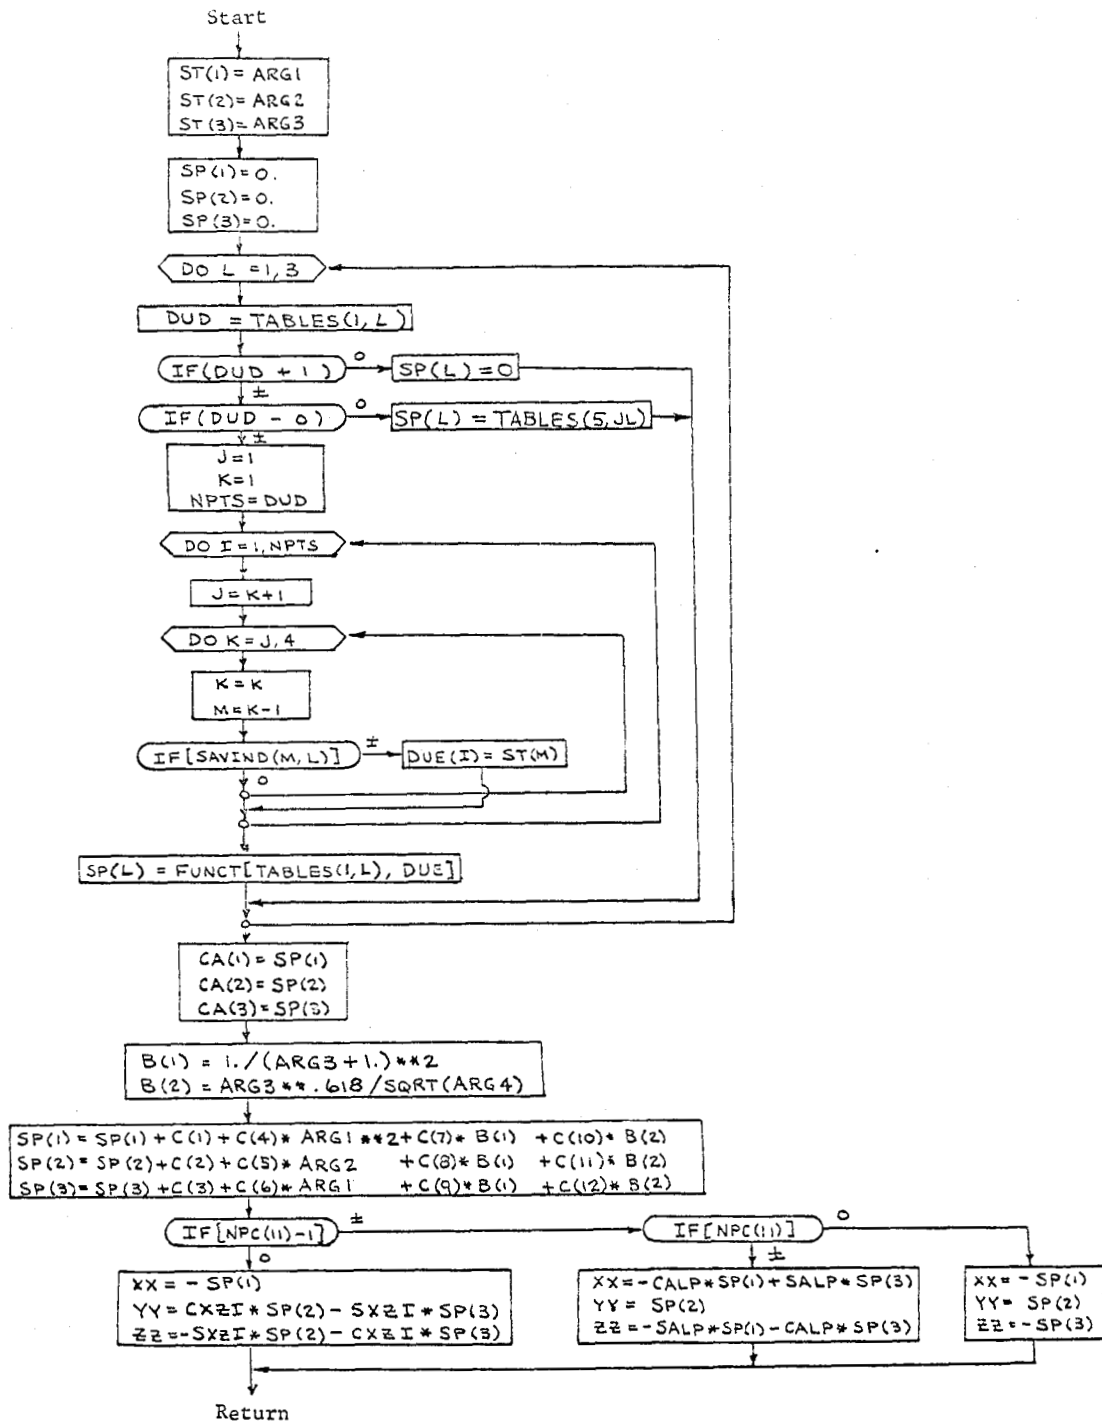 Start
ST(1) = ARG1
ST(2) = ARG2
ST(3) = ARG3
SP(1) = 0.
SP(2) = 0.
SP(3) = 0.
DO L = 1, 3
DUD = TABLES(1, L)
IF(DUD + 1)
0
SP(L) = 0
±
IF(DUD - 0)
0
SP(L) = TABLES(5, JL)
±
J = 1
K = 1
NPTS = DUD
DO I = 1, NPTS
J = K+1
DO K = J, 4
K = K
M = K-1
IF[SAVIND(M, L)]
±
DUE(I) = ST(M)
0
SP(L) = FUNCT[TABLES(1, L), DUE]
CA(1) = SP(1)
CA(2) = SP(2)
CA(3) = SP(3)
B(1) = 1./(ARG3+1.)**2
B(2) = ARG3**.618/SQRT(ARG4)
SP(1) = SP(1) + C(1) + C(4)* ARG1**2 + C(7)* B(1) + C(10)* B(2)
SP(2) = SP(2) + C(2) + C(5)* ARG2 + C(8)* B(1) + C(11)* B(2)
SP(3) = SP(3) + C(3) + C(6)* ARG1 + C(9)* B(1) + C(12)* B(2)
IF[NPC(11)-1]
±
IF[NPC(11)]
0
0
±
XX = - SP(1)
YY = CXZI * SP(2) - SXZI * SP(3)
ZZ = -SXZI * SP(2) - CXZI * SP(3)
XX = -CALP*SP(1) + SALP*SP(3)
YY = SP(2)
ZZ = -SALP*SP(1) - CALP*SP(3)
XX = - SP(1)
YY = SP(2)
ZZ = - SP(3)
Return